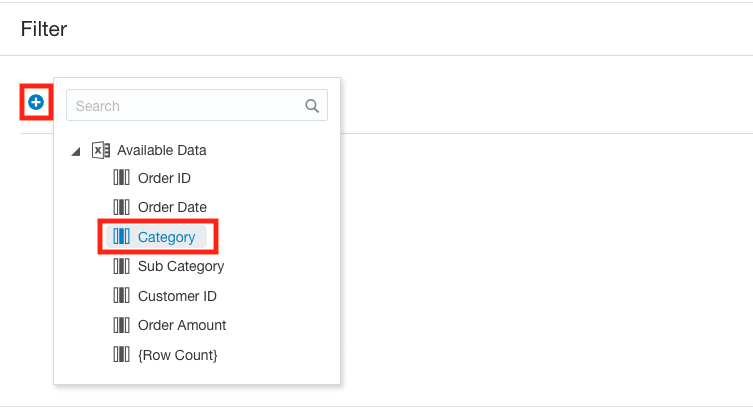 Filter
Search
Available Data
Order ID
Order Date
Category
Sub Category
Customer ID
Order Amount
{Row Count}